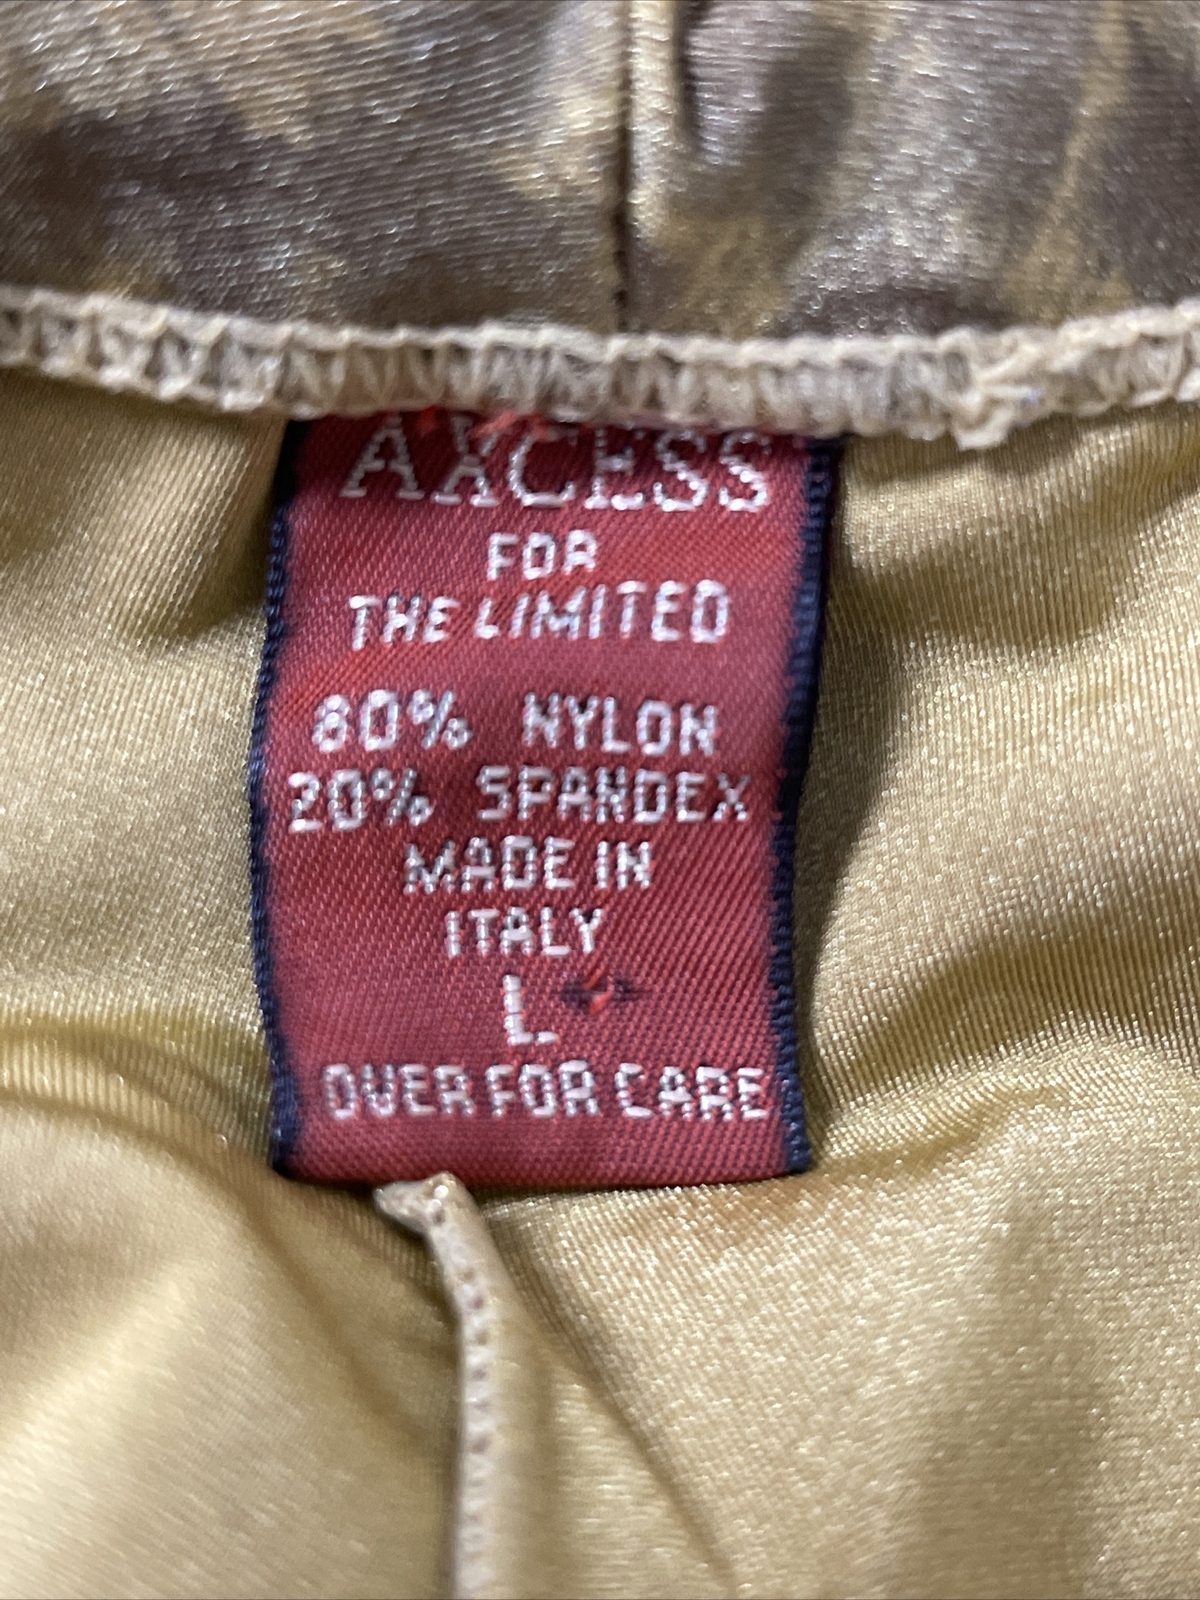 AXCESS
FOR
THE LIMITED
80% NYLON
20% SPANDEX
MADE IN
ITALY
L
OVER FOR CARE